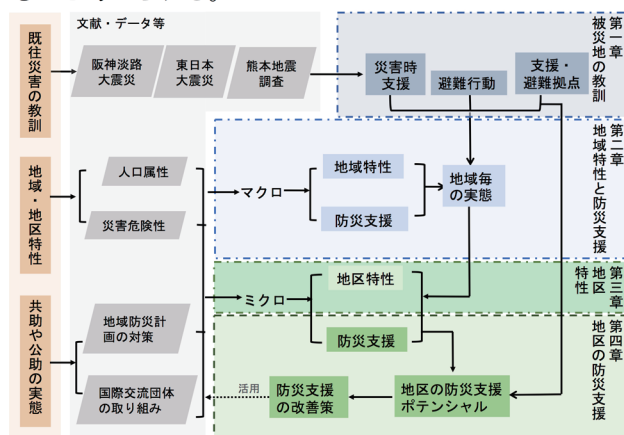 文献・データ等
既往災害の教訓
阪神淡路
大震災
東日本
大震災
熊本地震
調査
災害時
支援
避難行動
支援・
避難拠点
第一章
被災地の教訓
地域・地区特性
人口属性
災害危険性
マクロ
地域特性
防災支援
地域毎
の実態
第二章
地域特性と防災支援
ミクロ
地区特性
防災支援
第三章
地区
特性
共助や公助の実態
地域防災計
画の対策
国際交流団体
の取り組み
活用
防災支援
の改善策
地区の防災支援
ポテンシャル
第四章
地区の防災支援